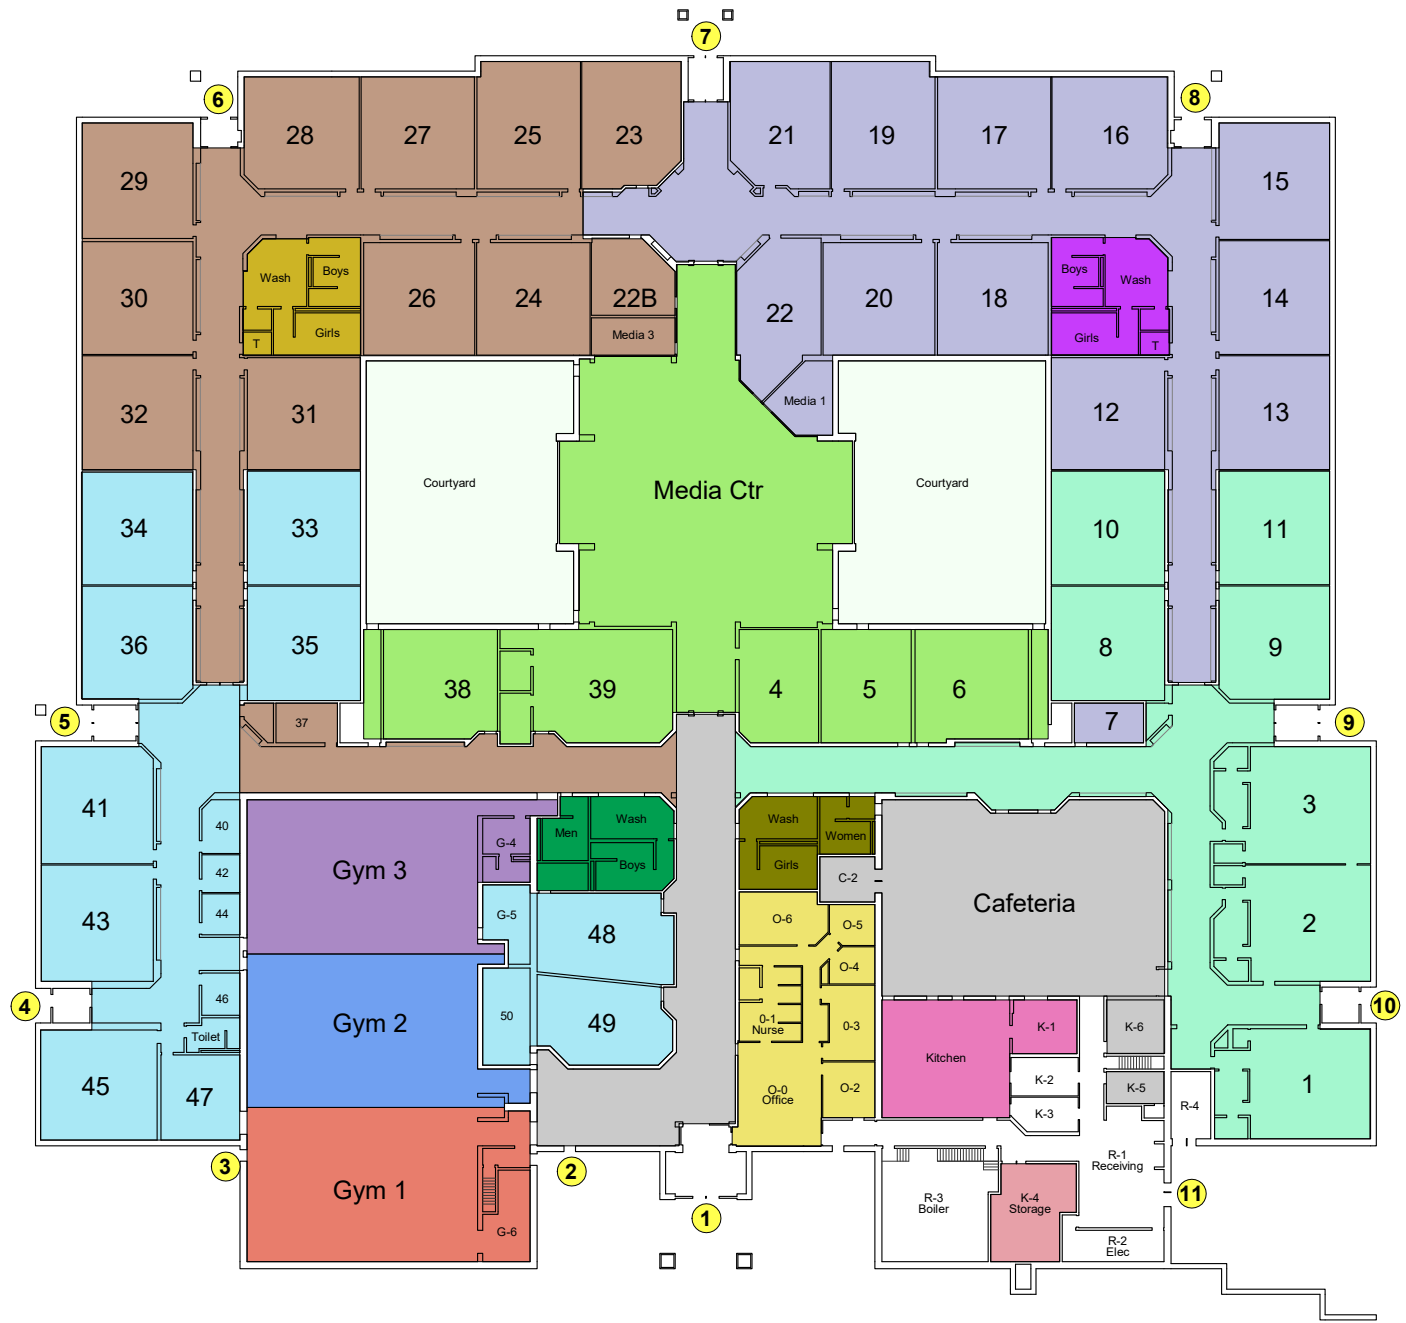 7
6
8
28
27
25
23
21
19
17
16
29
15
Wash
Boys
Girls
T
26
24
22B
Media 3
22
20
18
Boys
Wash
Girls
T
30
14
32
31
Media 1
12
13
Courtyard
Media Ctr
Courtyard
34
33
10
11
36
35
8
9
38
39
4
5
6
5
37
7
9
41
40
42
43
44
Gym 3
G-4
Men
Wash
Boys
Wash
Women
Girls
C-2
Cafeteria
3
2
G-5
48
O-6
O-5
O-4
4
46
Toilet
45
47
Gym 2
50
49
0-1
Nurse
0-3
O-0
Office
O-2
Kitchen
K-1
K-2
K-3
K-6
K-5
R-4
10
1
3
Gym 1
G-6
2
1
R-3
Boiler
K-4
Storage
R-1
Receiving
R-2
Elec
11